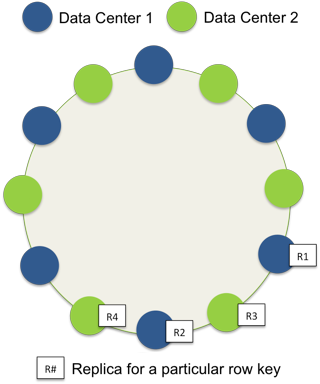 Data Center 1 Data Center 2
R1
R4 R3
R2
R# Replica for a particular row key